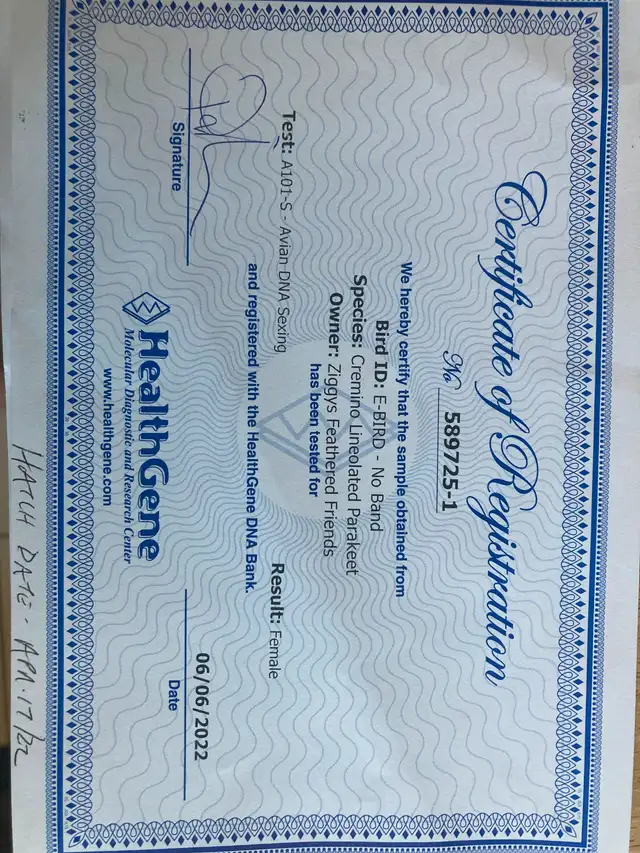 Certificate of Registration
No 589725-1
We hereby certify that the sample obtained from
Bird ID: E-BIRD - No Band
Species: Cremino Lineolated Parakeet
Owner: Ziggys Feathered Friends
has been tested for
Test: A101-S - Avian DNA Sexing Result: Female
and registered with the HealthGene DNA Bank.
06/06/2022
Signature
Date
HealthGene
Molecular Diagnostic and Research Center
www.healthgene.com
HATCH DATE - APR. 17/22